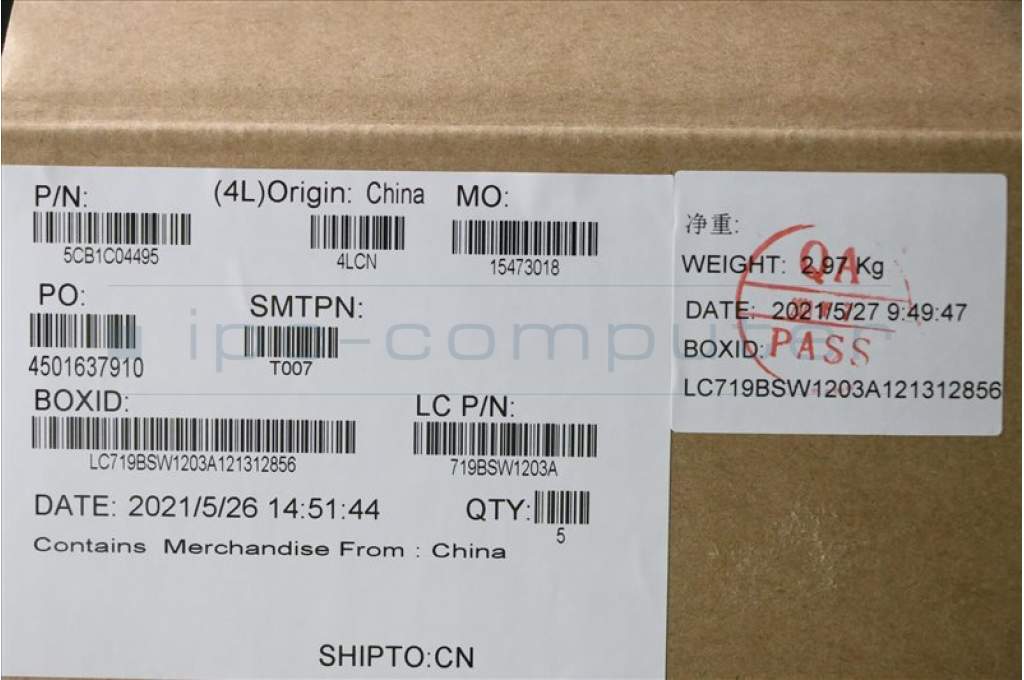 P/N:
5CB1C04495
(4L)Origin: China
4LCN
MO:
15473018
PO:
4501637910
SMTPN:
T007
BOXID:
LC719BSW1203A121312856
LC P/N:
719BSW1203A
DATE: 2021/5/26 14:51:44
QTY:
5
Contains Merchandise From : China
SHIPTO:CN
净重:
WEIGHT: 2.97 Kg
DATE: 2021/5/27 9:49:47
BOXID:
LC719BSW1203A121312856
QA
PASS
ipc-computer